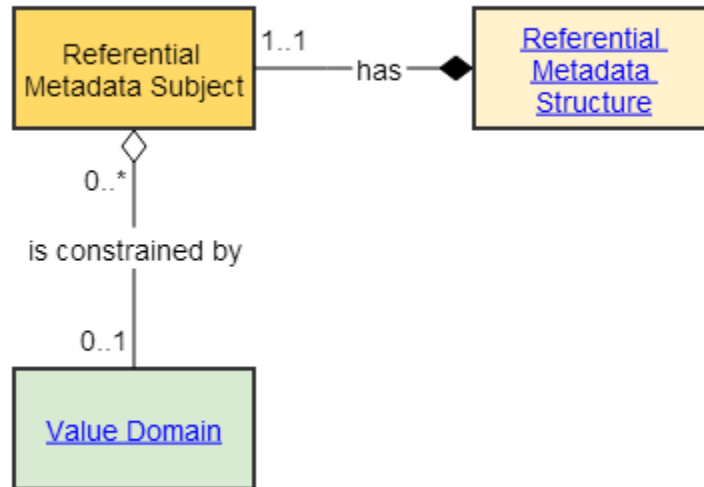 Referential
Metadata Subject
1..1
has
Referential
Metadata
Structure
0..*
is constrained by
0..1
Value Domain